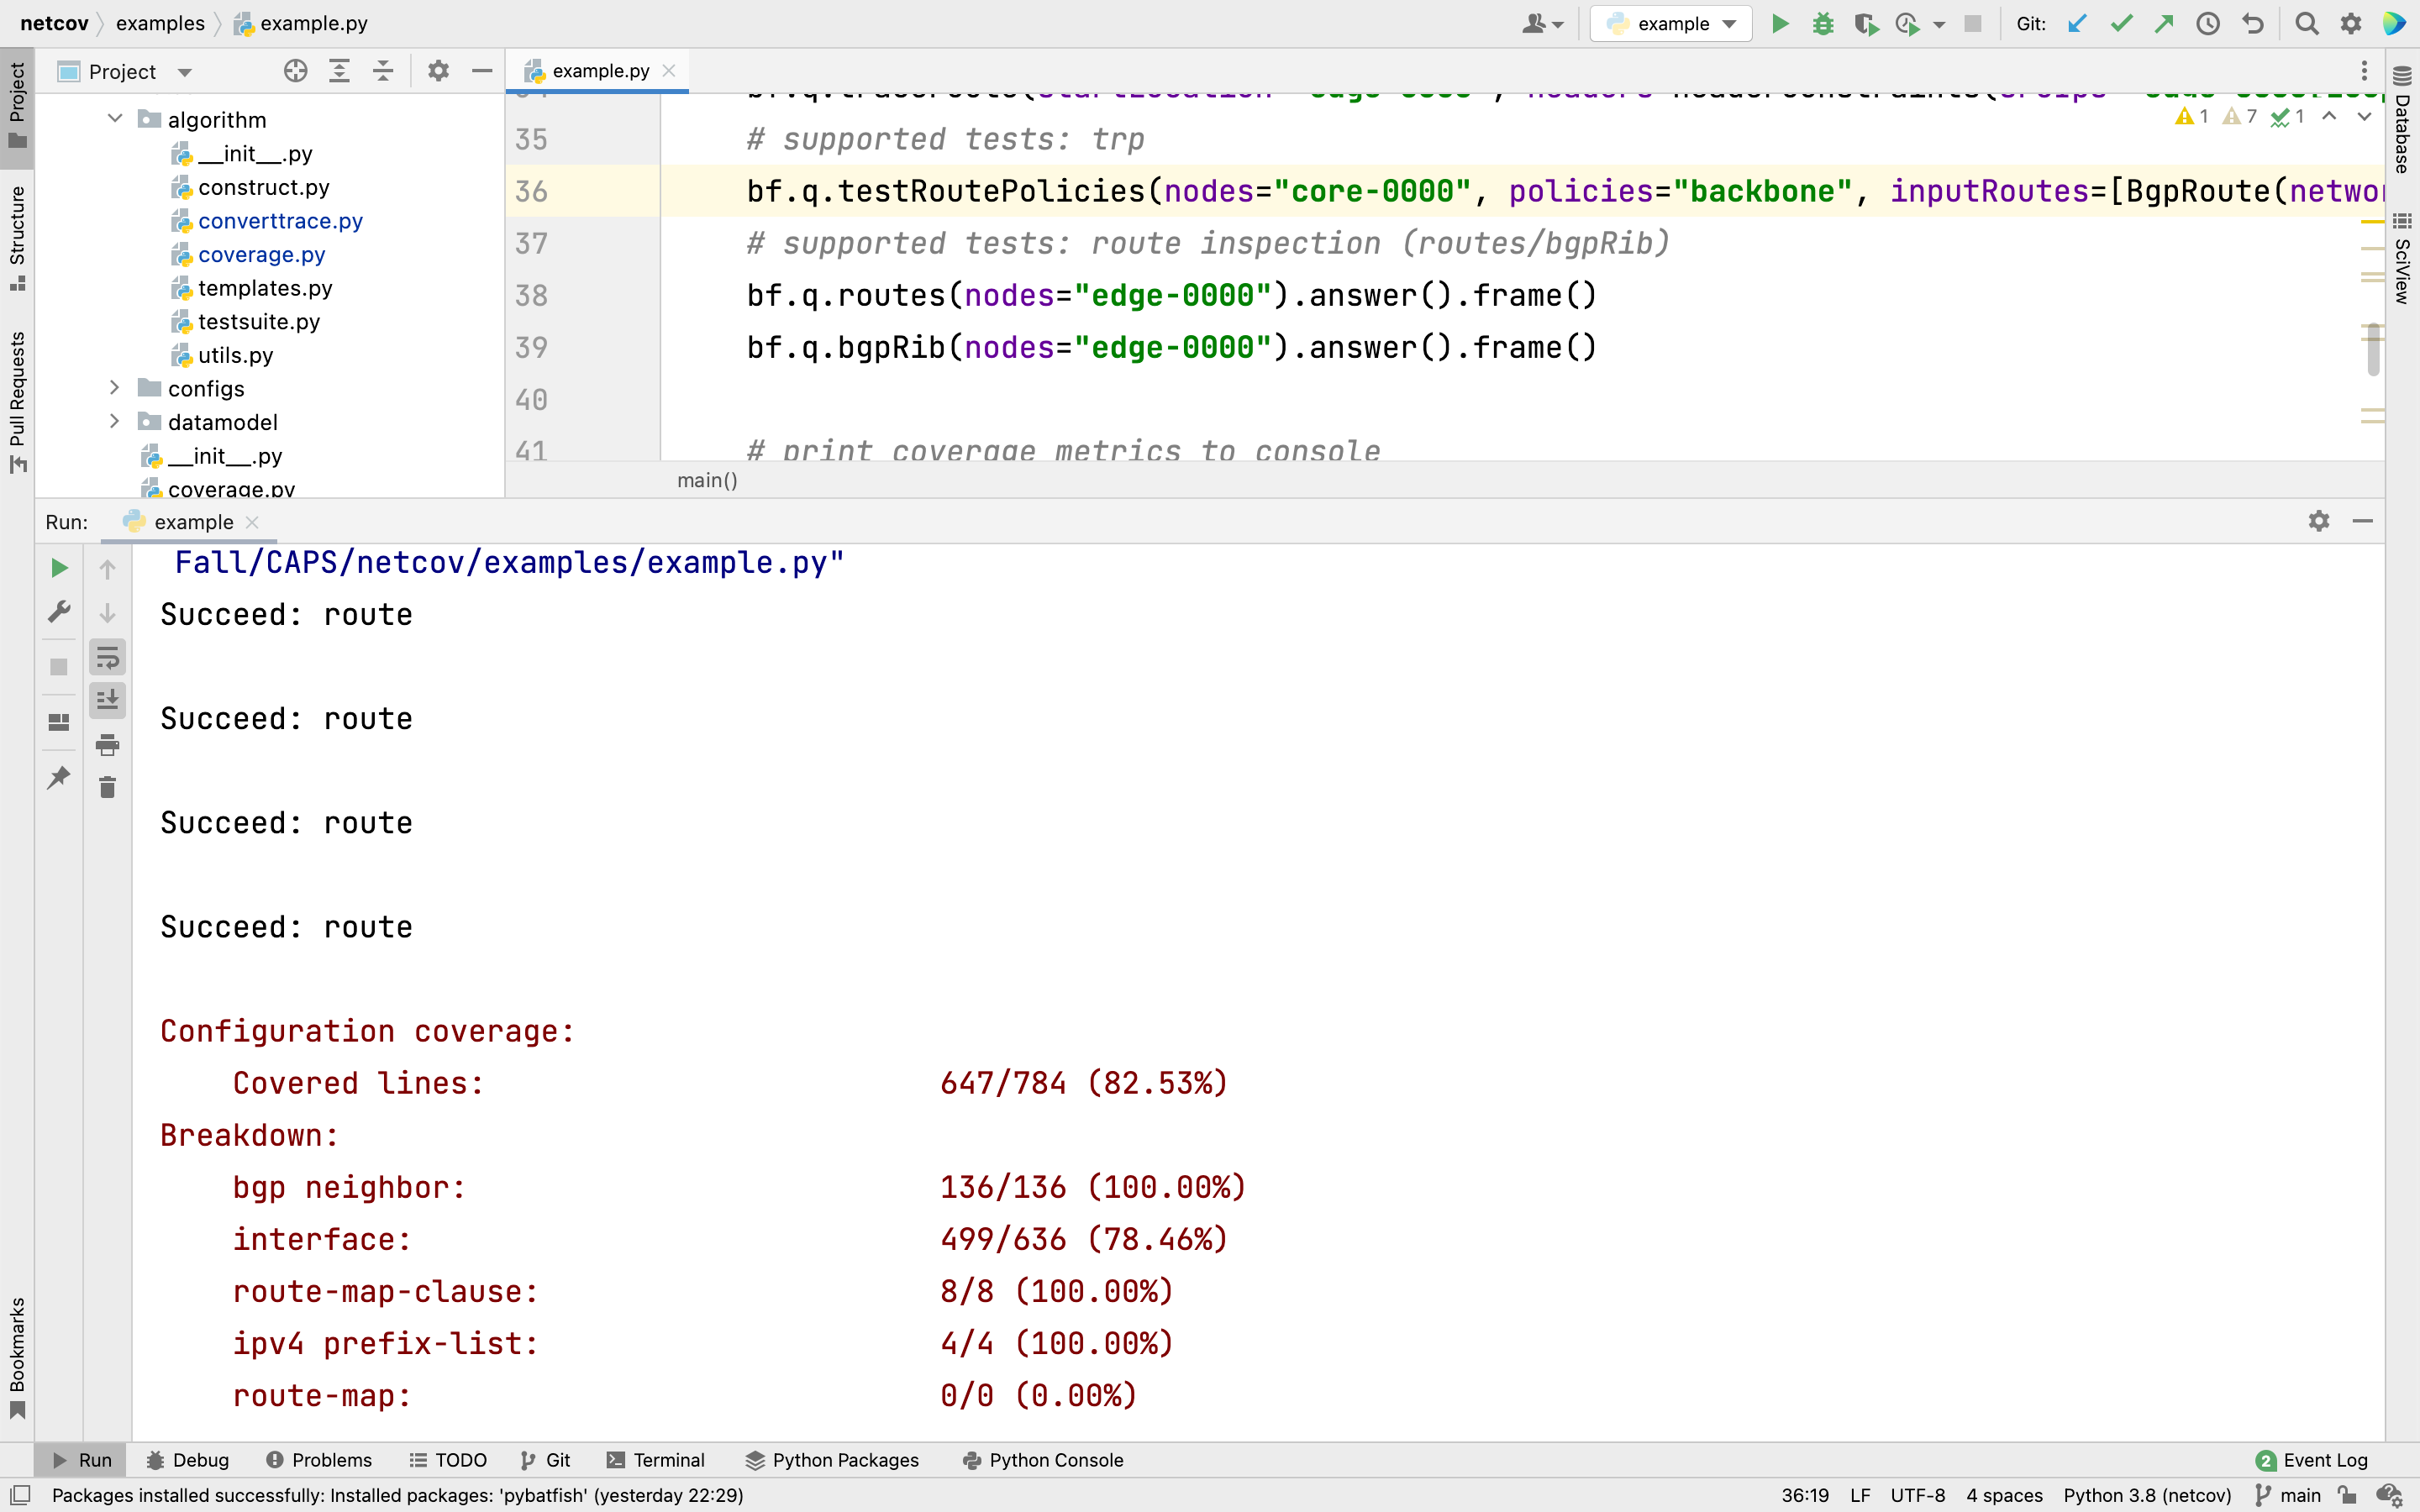 netcov examples example.py
example Git:
Project
example.py
Project
Structure
Pull Requests
Bookmarks
Database
SciView
algorithm
__init__.py
construct.py
converttrace.py
coverage.py
templates.py
testsuite.py
utils.py
configs
datamodel
__init__.py
coverage.py
1 7 1
35 # supported tests: trp
36 bf.q.testRoutePolicies(nodes="core-0000", policies="backbone", inputRoutes=[BgpRoute(networ
37 # supported tests: route inspection (routes/bgpRib)
38 bf.q.routes(nodes="edge-0000").answer().frame()
39 bf.q.bgpRib(nodes="edge-0000").answer().frame()
40
41 # print coverage metrics to console
main()
Run: example
Fall/CAPS/netcov/examples/example.py"
Succeed: route
Succeed: route
Succeed: route
Succeed: route
Configuration coverage:
Covered lines: 647/784 (82.53%)
Breakdown:
bgp neighbor: 136/136 (100.00%)
interface: 499/636 (78.46%)
route-map-clause: 8/8 (100.00%)
ipv4 prefix-list: 4/4 (100.00%)
route-map: 0/0 (0.00%)
Run Debug Problems TODO Git Terminal Python Packages Python Console 2 Event Log
Packages installed successfully: Installed packages: 'pybatfish' (yesterday 22:29) 36:19 LF UTF-8 4 spaces Python 3.8 (netcov) main